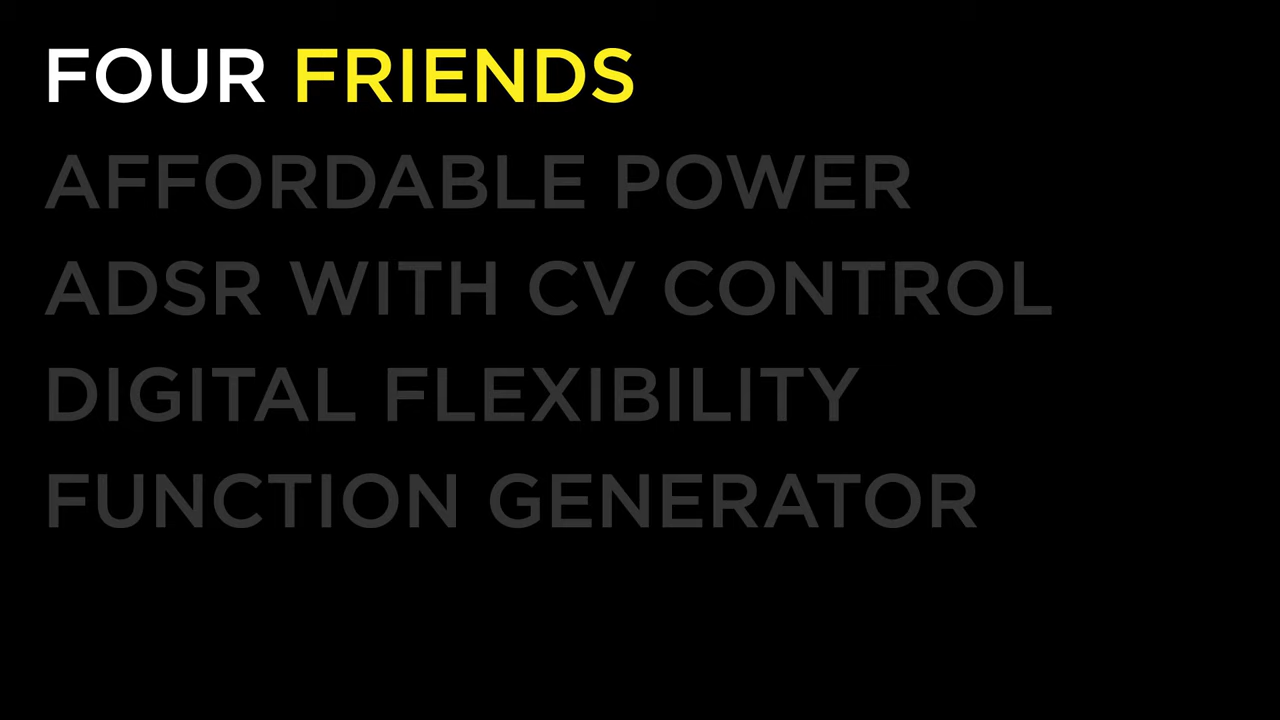 FOUR FRIENDS
AFFORDABLE POWER
ADSR WITH CV CONTROL
DIGITAL FLEXIBILITY
FUNCTION GENERATOR